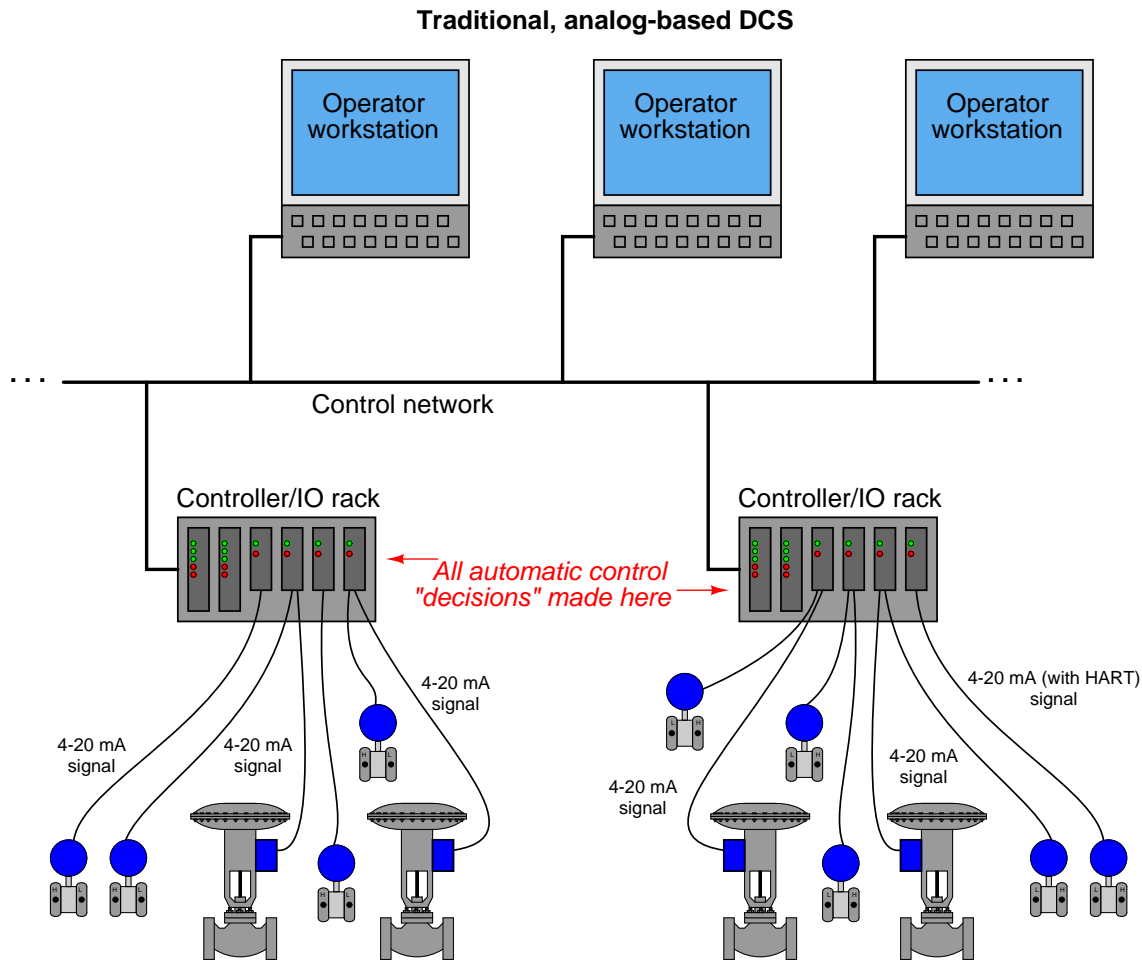 Traditional, analog-based DCS
Operator
workstation
Operator
workstation
Operator
workstation
. . .
. . .
Control network
Controller/IO rack
Controller/IO rack
All automatic control
"decisions" made here
4-20 mA
signal
4-20 mA
signal
4-20 mA
signal
4-20 mA (with HART)
signal
4-20 mA
signal
4-20 mA
signal
H L
H L
H L
H L
L H
L H
L H
L H
L H